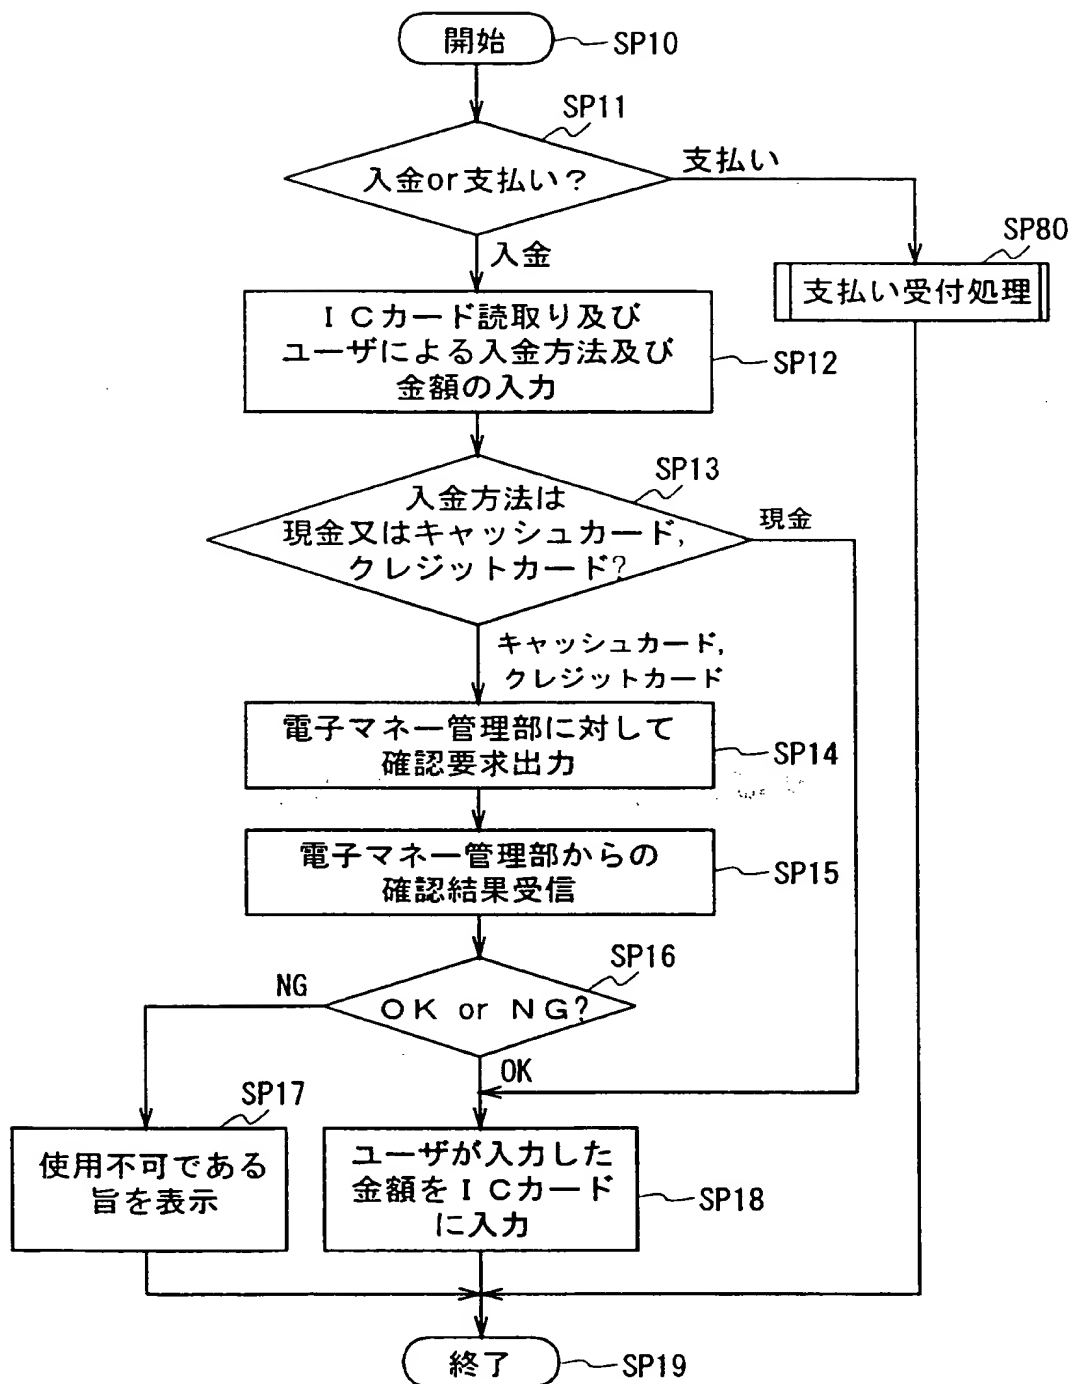 開始
SP10
SP11
入金or支払い？
支払い
入金
SP80
支払い受付処理
ＩＣカード読取り及び
ユーザによる入金方法及び
金額の入力
SP12
SP13
入金方法は
現金又はキャッシュカード,
クレジットカード?
現金
キャッシュカード,
クレジットカード
電子マネー管理部に対して
確認要求出力
SP14
電子マネー管理部からの
確認結果受信
SP15
SP16
NG
ＯＫ or ＮＧ?
OK
SP17
使用不可である
旨を表示
ユーザが入力した
金額をＩＣカード
に入力
SP18
終了
SP19